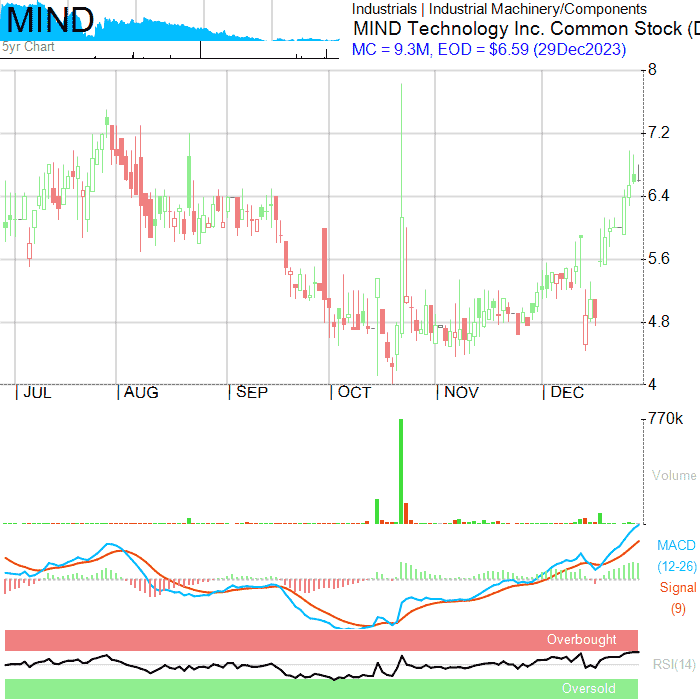 MIND
5yr Chart
Industrials | Industrial Machinery/Components
MIND Technology Inc. Common Stock (D
MC = 9.3M, EOD = $6.59 (29Dec2023)
8
7.2
6.4
5.6
4.8
4
JUL AUG SEP OCT NOV DEC
770k
Volume
MACD
(12-26)
Signal
(9)
Overbought
RSI(14)
Oversold